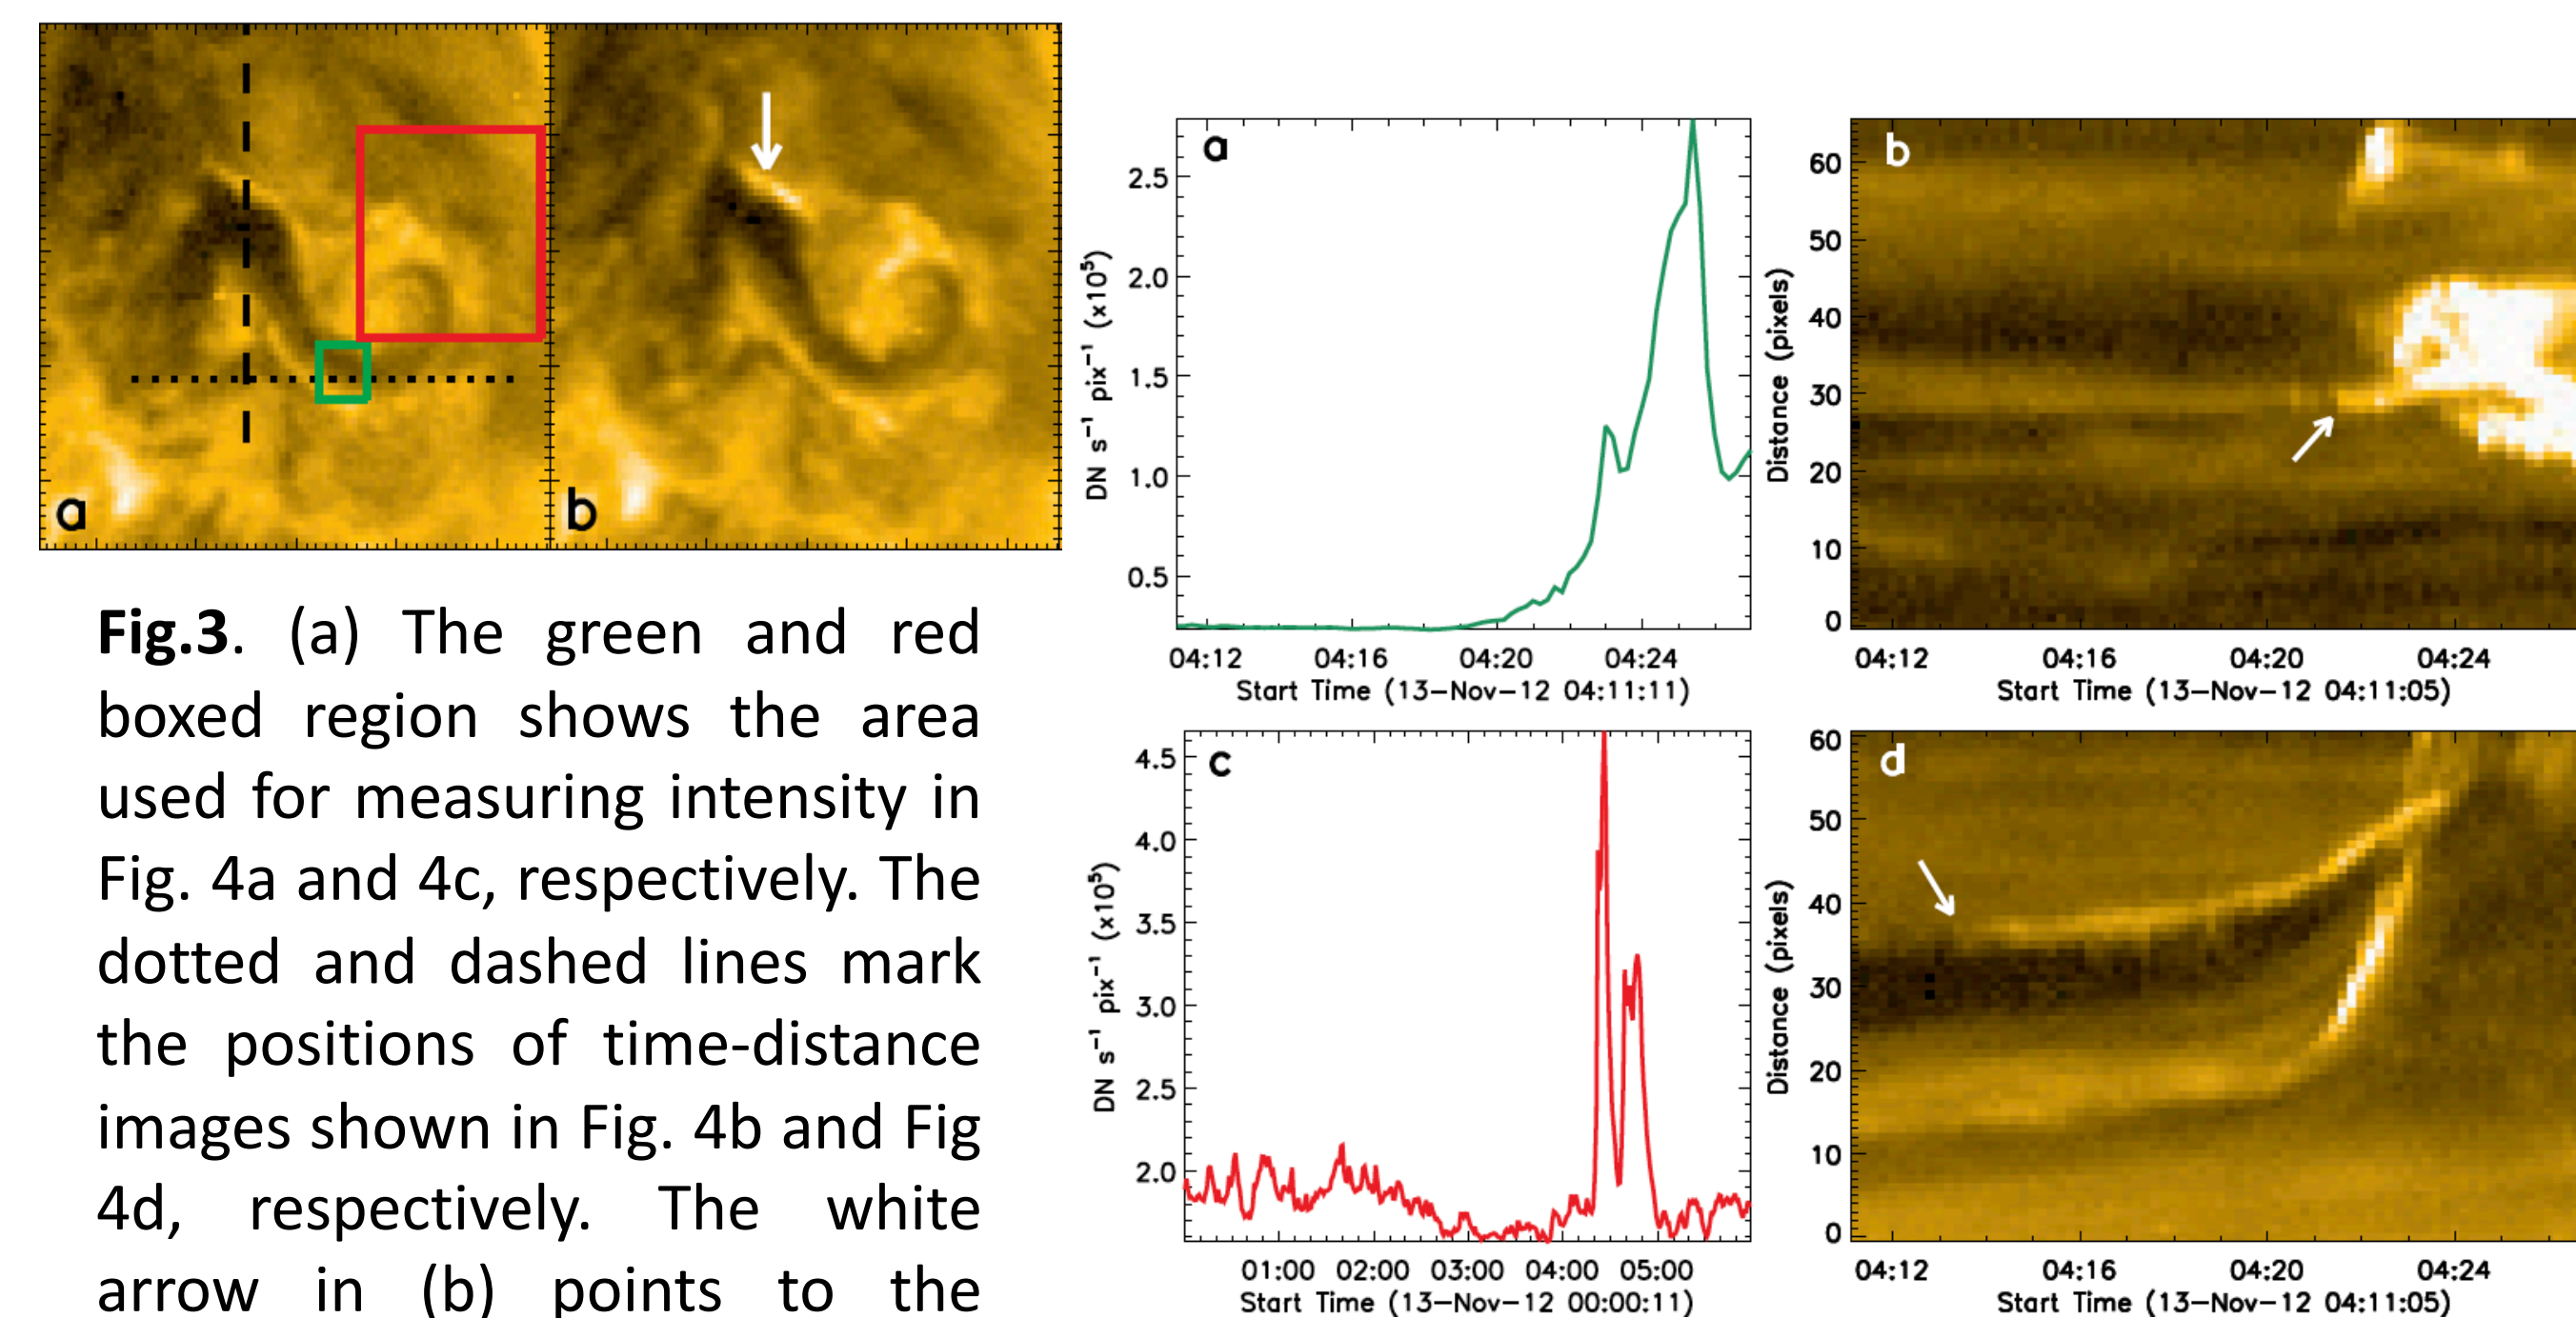 a
b
Fig.3. (a) The green and red
boxed region shows the area
used for measuring intensity in
Fig. 4a and 4c, respectively. The
dotted and dashed lines mark
the positions of time-distance
images shown in Fig. 4b and Fig
4d, respectively. The white
arrow in (b) points to the
a
DN s⁻¹ pix⁻¹ (x10⁵)
2.5
2.0
1.5
1.0
0.5
04:12 04:16 04:20 04:24
Start Time (13-Nov-12 04:11:11)
b
Distance (pixels)
60
50
40
30
20
10
0
04:12 04:16 04:20 04:24
Start Time (13-Nov-12 04:11:05)
c
DN s⁻¹ pix⁻¹ (x10⁵)
4.5
4.0
3.5
3.0
2.5
2.0
01:00 02:00 03:00 04:00 05:00
Start Time (13-Nov-12 00:00:11)
d
Distance (pixels)
60
50
40
30
20
10
0
04:12 04:16 04:20 04:24
Start Time (13-Nov-12 04:11:05)